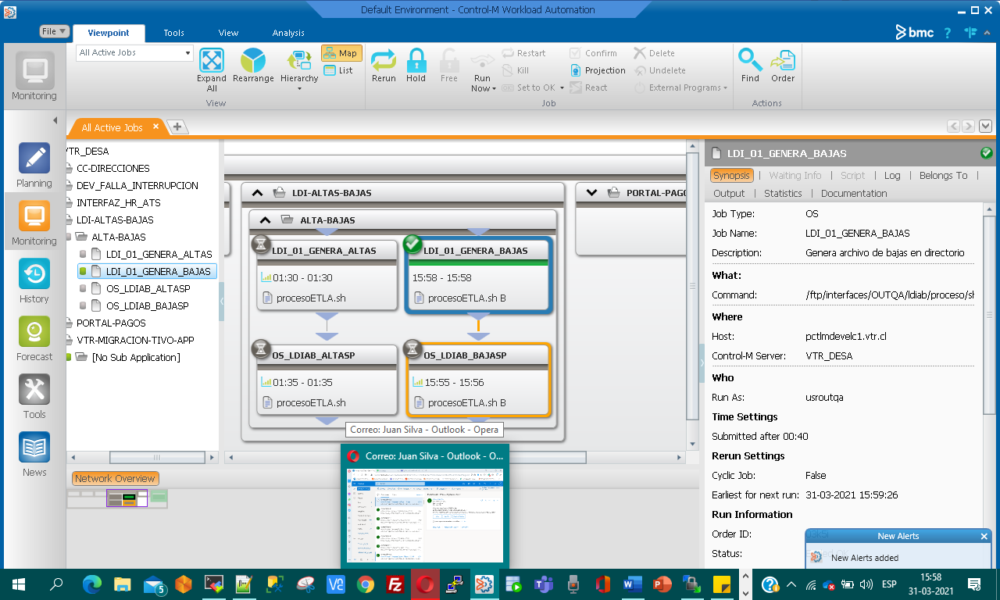 Default Environment - Control-M Workload Automation
File
Viewpoint
Tools
View
Analysis
bmc
?
Monitoring
All Active Jobs
Expand All
Rearrange
Hierarchy
Map
List
View
Rerun
Hold
Free
Run Now
Restart
Kill
Set to OK
Confirm
Projection
React
Delete
Undelete
External Programs
Job
Find
Order
Actions
All Active Jobs
Planning
Monitoring
History
Forecast
Tools
News
VTR_DESA
CC-DIRECCIONES
DEV_FALLA_INTERRUPCION
INTERFAZ_HR_ATS
LDI-ALTAS-BAJAS
ALTA-BAJAS
LDI_01_GENERA_ALTAS
LDI_01_GENERA_BAJAS
OS_LDIAB_ALTASP
OS_LDIAB_BAJASP
PORTAL-PAGOS
VTR-MIGRACION-TIVO-APP
[No Sub Application]
LDI-ALTAS-BAJAS
PORTAL-PAGO
ALTA-BAJAS
LDI_01_GENERA_ALTAS
01:30 - 01:30
procesoETLA.sh
LDI_01_GENERA_BAJAS
15:58 - 15:58
procesoETLA.sh B
OS_LDIAB_ALTASP
01:35 - 01:35
procesoETLA.sh
OS_LDIAB_BAJASP
15:55 - 15:56
procesoETLA.sh B
Correo: Juan Silva - Outlook - Opera
Correo: Juan Silva - Outlook - O...
Network Overview
LDI_01_GENERA_BAJAS
Synopsis
Waiting Info
Script
Log
Belongs To
Output
Statistics
Documentation
Job Type: OS
Job Name: LDI_01_GENERA_BAJAS
Description: Genera archivo de bajas en directorio
What:
Command: /ftp/interfaces/OUTQA/ldiab/proceso/sh
Where
Host: pctlmdevelc1.vtr.cl
Control-M Server: VTR_DESA
Who
Run As: usroutqa
Time Settings
Submitted after 00:40
Rerun Settings
Cyclic Job: False
Earliest for next run: 31-03-2021 15:59:26
Run Information
Order ID:
Status:
New Alerts
New Alerts added
5
ESP
15:58
31-03-2021